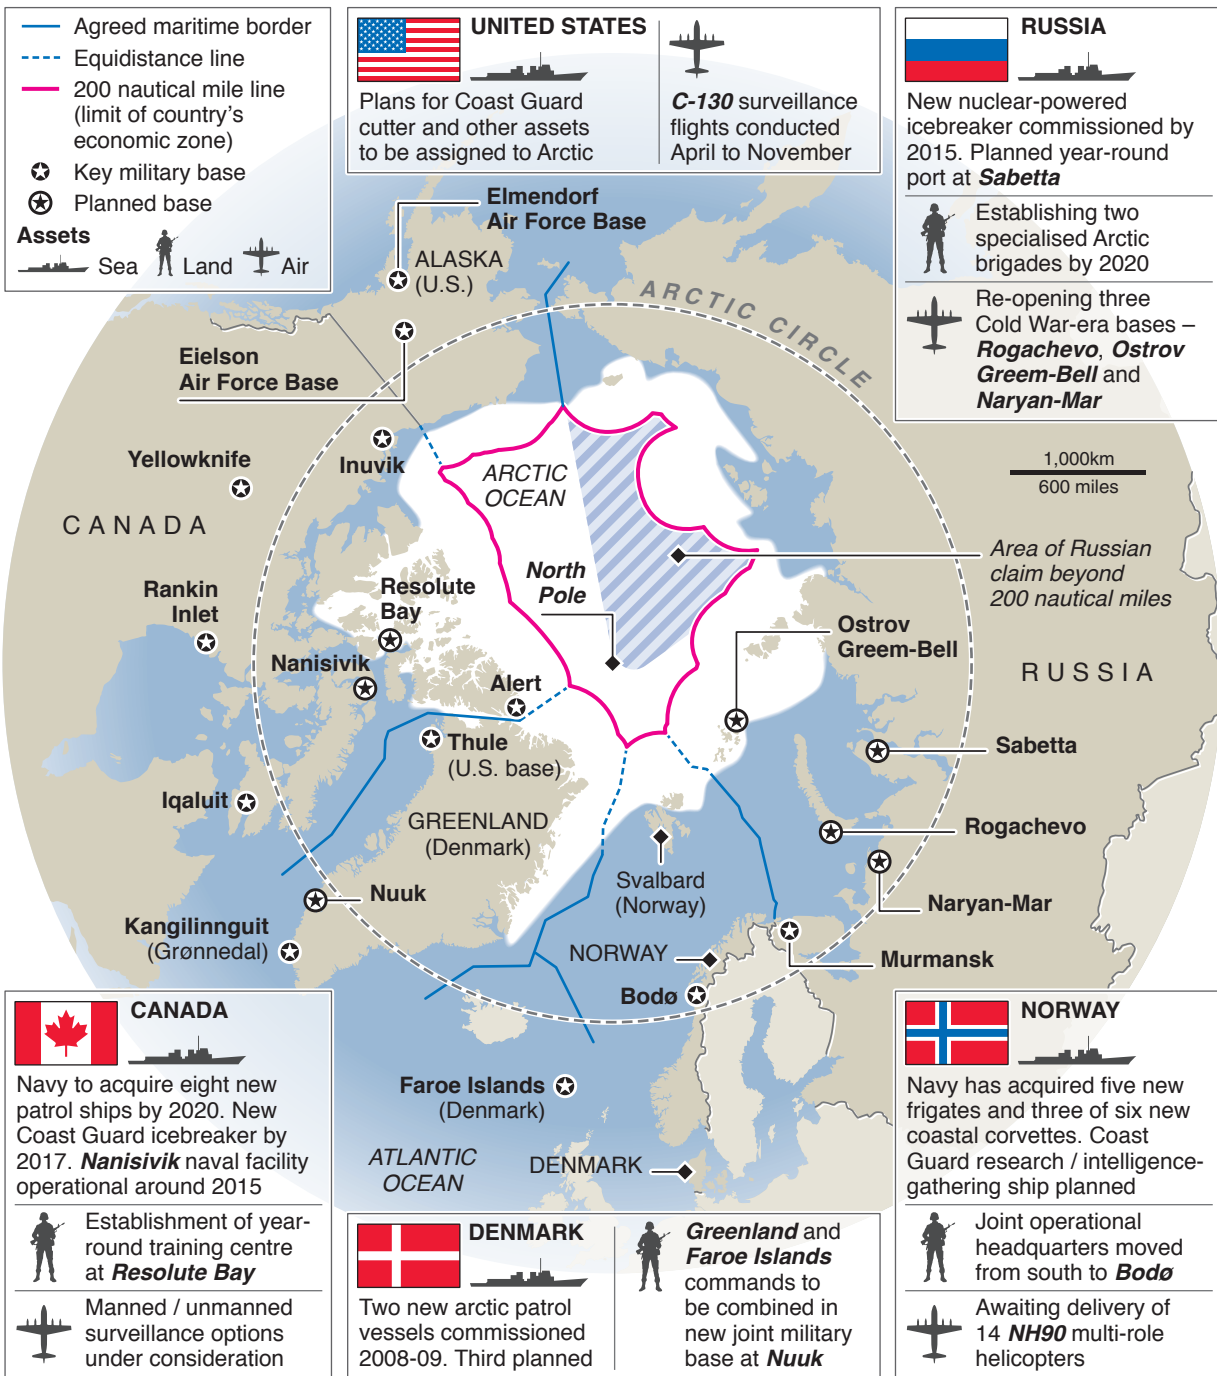 Agreed maritime border
Equidistance line
200 nautical mile line
(limit of country's
economic zone)
Key military base
Planned base
Assets
Sea
Land
Air
UNITED STATES
Plans for Coast Guard
cutter and other assets
to be assigned to Arctic
C-130 surveillance
flights conducted
April to November
RUSSIA
New nuclear-powered
icebreaker commissioned by
2015. Planned year-round
port at Sabetta
Establishing two
specialised Arctic
brigades by 2020
Re-opening three
Cold War-era bases –
Rogachevo, Ostrov
Greem-Bell and
Naryan-Mar
Elmendorf
Air Force Base
ALASKA
(U.S.)
ARCTIC CIRCLE
Eielson
Air Force Base
Yellowknife
Inuvik
ARCTIC
OCEAN
1,000km
600 miles
CANADA
Area of Russian
claim beyond
200 nautical miles
North
Pole
Resolute
Bay
Rankin
Inlet
Ostrov
Greem-Bell
Nanisivik
RUSSIA
Alert
Thule
(U.S. base)
Sabetta
Iqaluit
GREENLAND
(Denmark)
Rogachevo
Svalbard
(Norway)
Nuuk
Naryan-Mar
Kangilinnguit
(Grønnedal)
NORWAY
Murmansk
Bodø
Faroe Islands
(Denmark)
ATLANTIC
OCEAN
DENMARK
CANADA
Navy to acquire eight new
patrol ships by 2020. New
Coast Guard icebreaker by
2017. Nanisivik naval facility
operational around 2015
Establishment of year-
round training centre
at Resolute Bay
Manned / unmanned
surveillance options
under consideration
DENMARK
Two new arctic patrol
vessels commissioned
2008-09. Third planned
Greenland and
Faroe Islands
commands to
be combined in
new joint military
base at Nuuk
NORWAY
Navy has acquired five new
frigates and three of six new
coastal corvettes. Coast
Guard research / intelligence-
gathering ship planned
Joint operational
headquarters moved
from south to Bodø
Awaiting delivery of
14 NH90 multi-role
helicopters